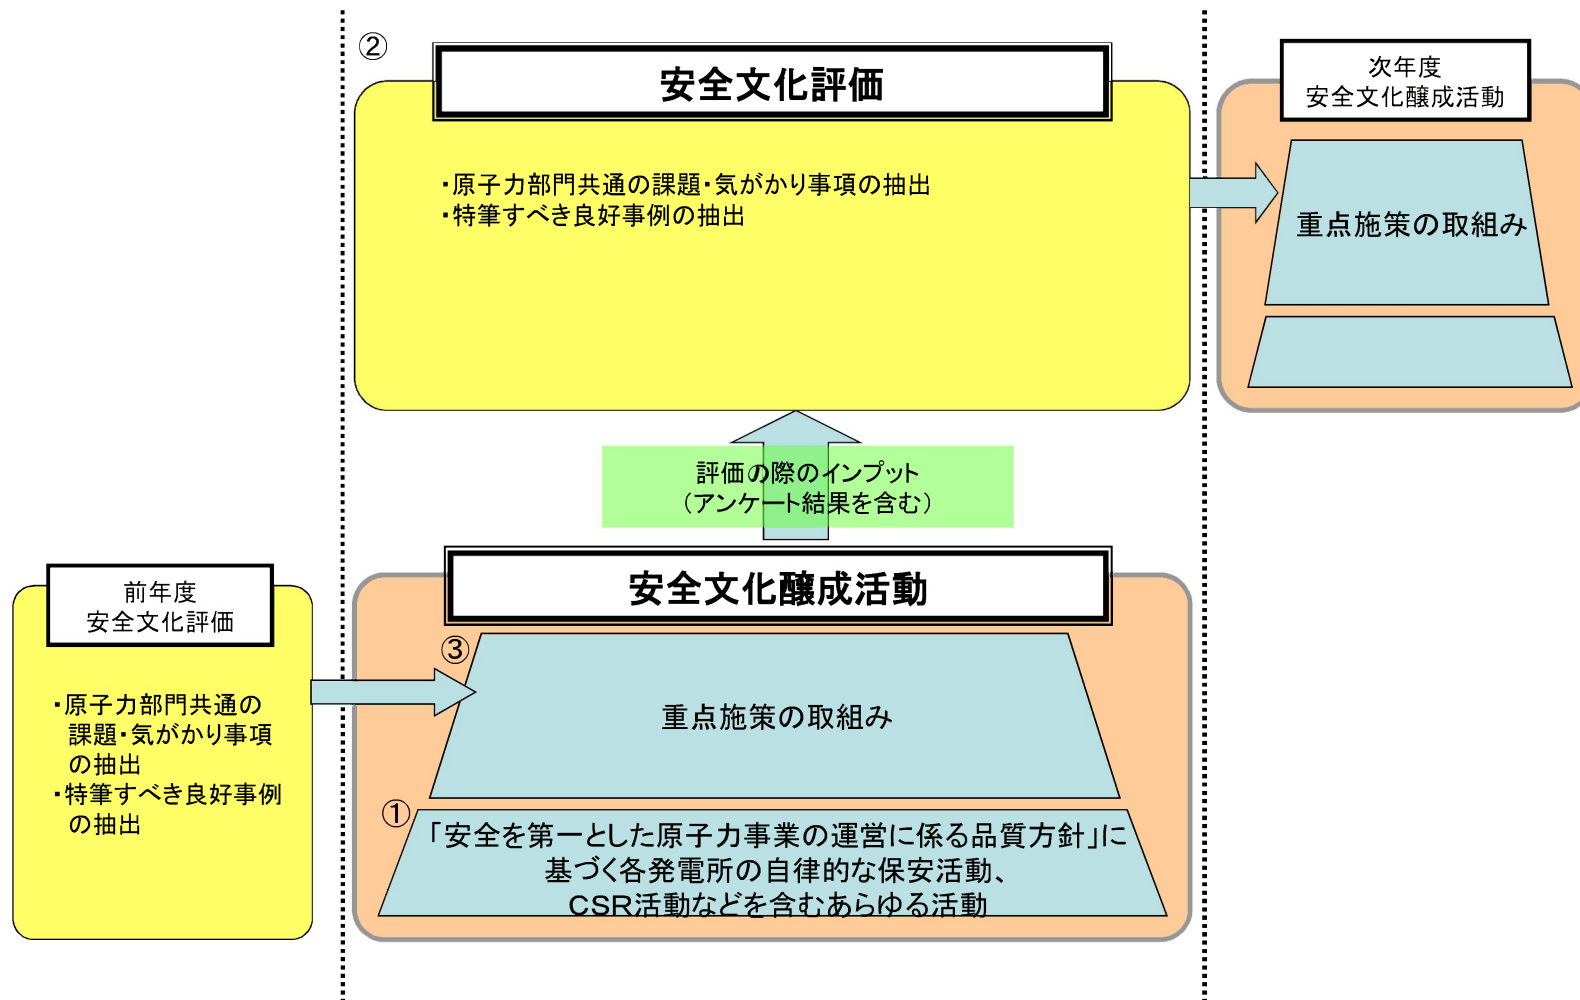 ②
安全文化評価
・原子力部門共通の課題・気がかり事項の抽出
・特筆すべき良好事例の抽出
次年度
安全文化醸成活動
重点施策の取組み
評価の際のインプット
（アンケート結果を含む）
前年度
安全文化評価
・原子力部門共通の
課題・気がかり事項
の抽出
・特筆すべき良好事例
の抽出
安全文化醸成活動
③
重点施策の取組み
①
「安全を第一とした原子力事業の運営に係る品質方針」に
基づく各発電所の自律的な保安活動、
CSR活動などを含むあらゆる活動